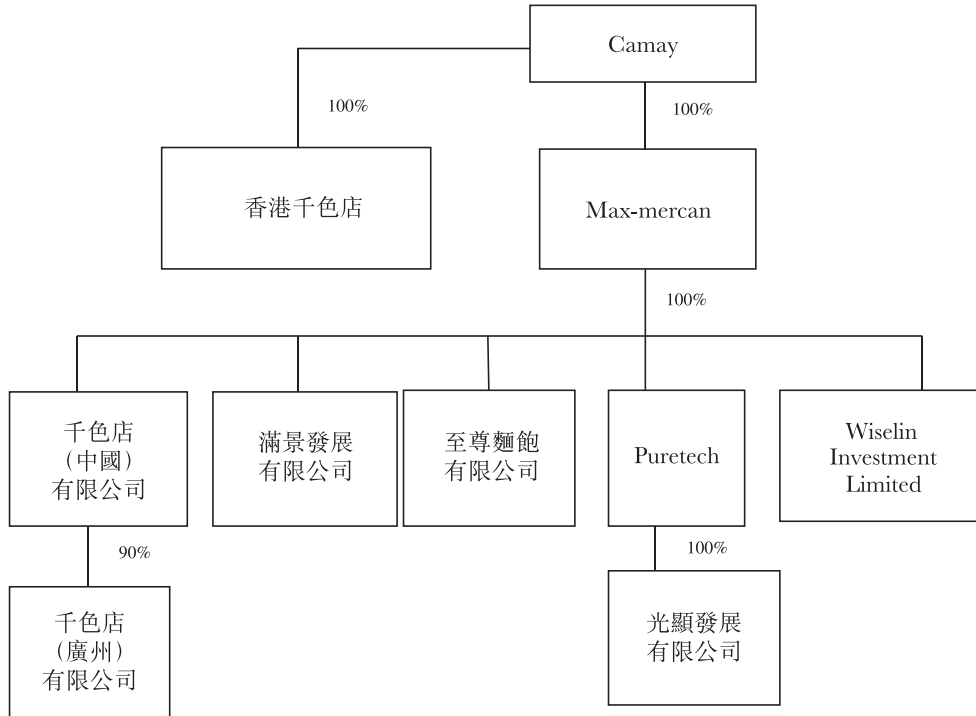 Camay
100%
100%
香港千色店
Max-mercan
100%
千色店
（中國）
有限公司
滿景發展
有限公司
至尊麵飽
有限公司
Puretech
Wiselin
Investment
Limited
90%
100%
千色店
（廣州）
有限公司
光顯發展
有限公司